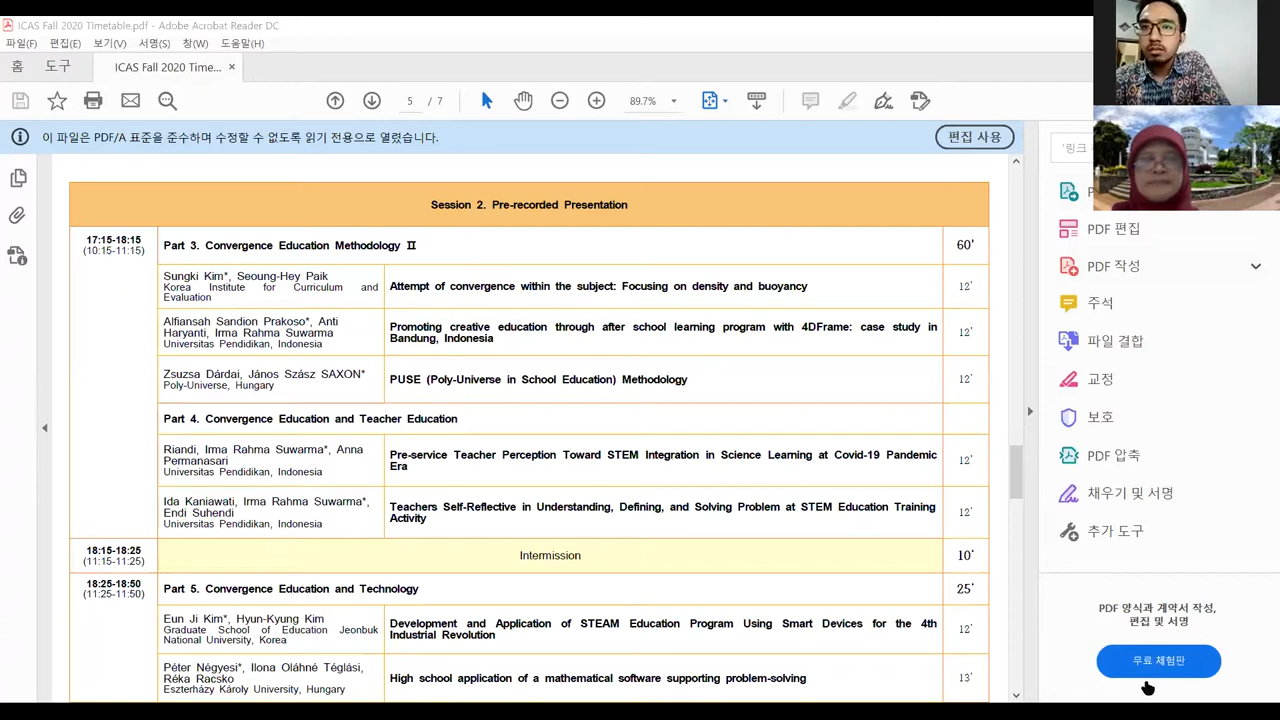 ICAS Fall 2020 Timetable.pdf - Adobe Acrobat Reader DC
파일(F) 편집(E) 보기(V) 서명(S) 창(W) 도움말(H)
홈 도구 ICAS Fall 2020 Time... ×
5 / 89.7%
이 파일은 PDF/A 표준을 준수하며 수정할 수 없도록 읽기 전용으로 열렸습니다. 편집 사용
Session 2. Pre-recorded Presentation
17:15-18:15
(10:15-11:15)
Part 3. Convergence Education Methodology Ⅱ 60'
Sungki Kim*, Seoung-Hey Paik
Korea Institute for Curriculum and
Evaluation
Attempt of convergence within the subject: Focusing on density and buoyancy 12'
Alfiansah Sandion Prakoso*, Anti
Haryanti, Irma Rahma Suwarma
Universitas Pendidikan, Indonesia
Promoting creative education through after school learning program with 4DFrame: case study in
Bandung, Indonesia
12'
Zsuzsa Dárdai, János Szász SAXON*
Poly-Universe, Hungary
PUSE (Poly-Universe in School Education) Methodology 12'
Part 4. Convergence Education and Teacher Education
Riandi, Irma Rahma Suwarma*, Anna
Permanasari
Universitas Pendidikan, Indonesia
Pre-service Teacher Perception Toward STEM Integration in Science Learning at Covid-19 Pandemic
Era
12'
Ida Kaniawati, Irma Rahma Suwarma*,
Endi Suhendi
Universitas Pendidikan, Indonesia
Teachers Self-Reflective in Understanding, Defining, and Solving Problem at STEM Education Training
Activity
12'
18:15-18:25
(11:15-11:25)
Intermission 10'
18:25-18:50
(11:25-11:50)
Part 5. Convergence Education and Technology 25'
Eun Ji Kim*, Hyun-Kyung Kim
Graduate School of Education Jeonbuk
National University, Korea
Development and Application of STEAM Education Program Using Smart Devices for the 4th
Industrial Revolution
12'
Péter Négyesi*, Ilona Oláhné Téglási,
Réka Racsko
Eszterházy Károly University, Hungary
High school application of a mathematical software supporting problem-solving 13'
'링크
PDF 편집
PDF 작성
주석
파일 결합
교정
보호
PDF 압축
채우기 및 서명
추가 도구
PDF 양식과 계약서 작성,
편집 및 서명
무료 체험판